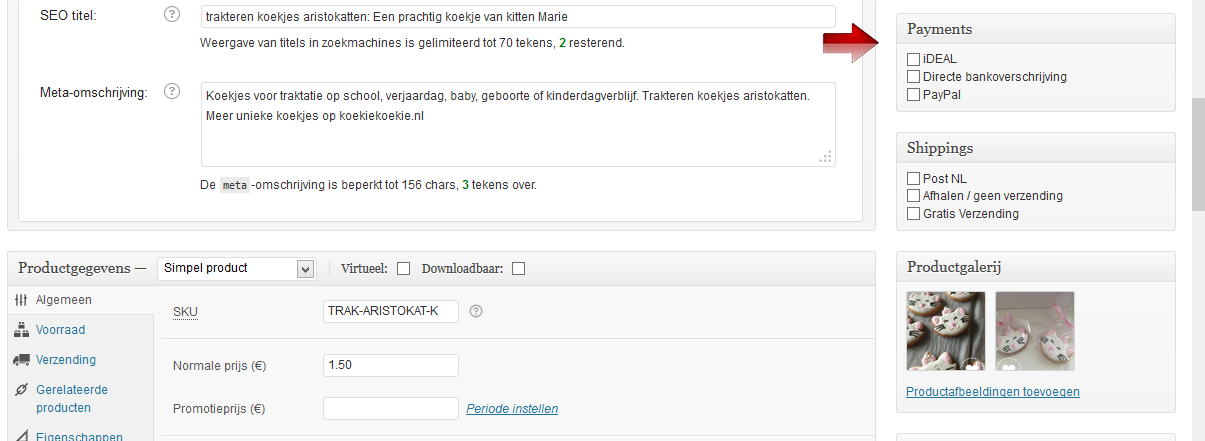 SEO titel:
?
trakteren koekjes aristokatten: Een prachtig koekje van kitten Marie
Weergave van titels in zoekmachines is gelimiteerd tot 70 tekens, 2 resterend.
Meta-omschrijving:
?
Koekjes voor traktatie op school, verjaardag, baby, geboorte of kinderdagverblijf. Trakteren koekjes aristokatten.
Meer unieke koekjes op koekiekoekie.nl
De meta-omschrijving is beperkt tot 156 chars, 3 tekens over.
Productgegevens —
Simpel product
Virtueel:
Downloadbaar:
Algemeen
Voorraad
Verzending
Gerelateerde
producten
Eigenschappen
SKU
TRAK-ARISTOKAT-K
?
Normale prijs (€)
1.50
Promotieprijs (€)
Periode instellen
Payments
iDEAL
Directe bankoverschrijving
PayPal
Shippings
Post NL
Afhalen / geen verzending
Gratis Verzending
Productgalerij
Productafbeeldingen toevoegen